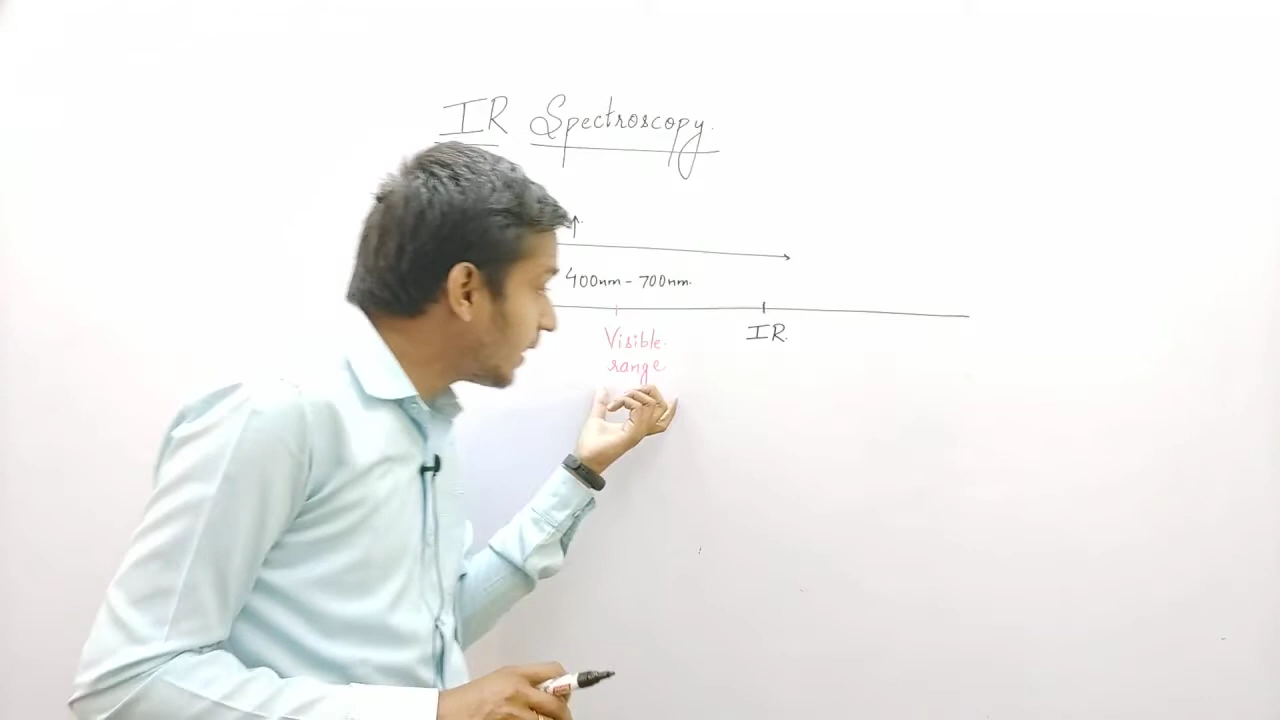 IR Spectroscopy.
↑
400nm - 700nm.
Visible
range
IR.